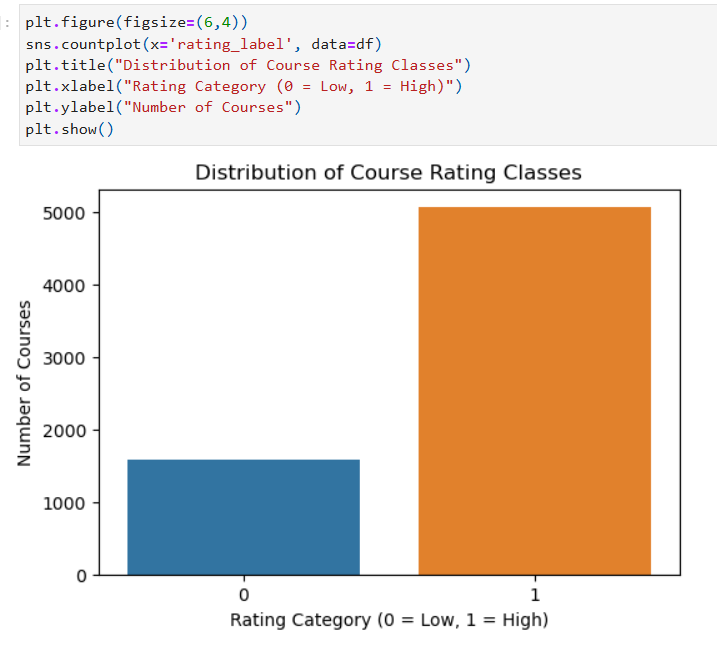 ]:
plt.figure(figsize=(6,4))
sns.countplot(x='rating_label', data=df)
plt.title("Distribution of Course Rating Classes")
plt.xlabel("Rating Category (0 = Low, 1 = High)")
plt.ylabel("Number of Courses")
plt.show()
Distribution of Course Rating Classes
Number of Courses
5000
4000
3000
2000
1000
0
0 1
Rating Category (0 = Low, 1 = High)